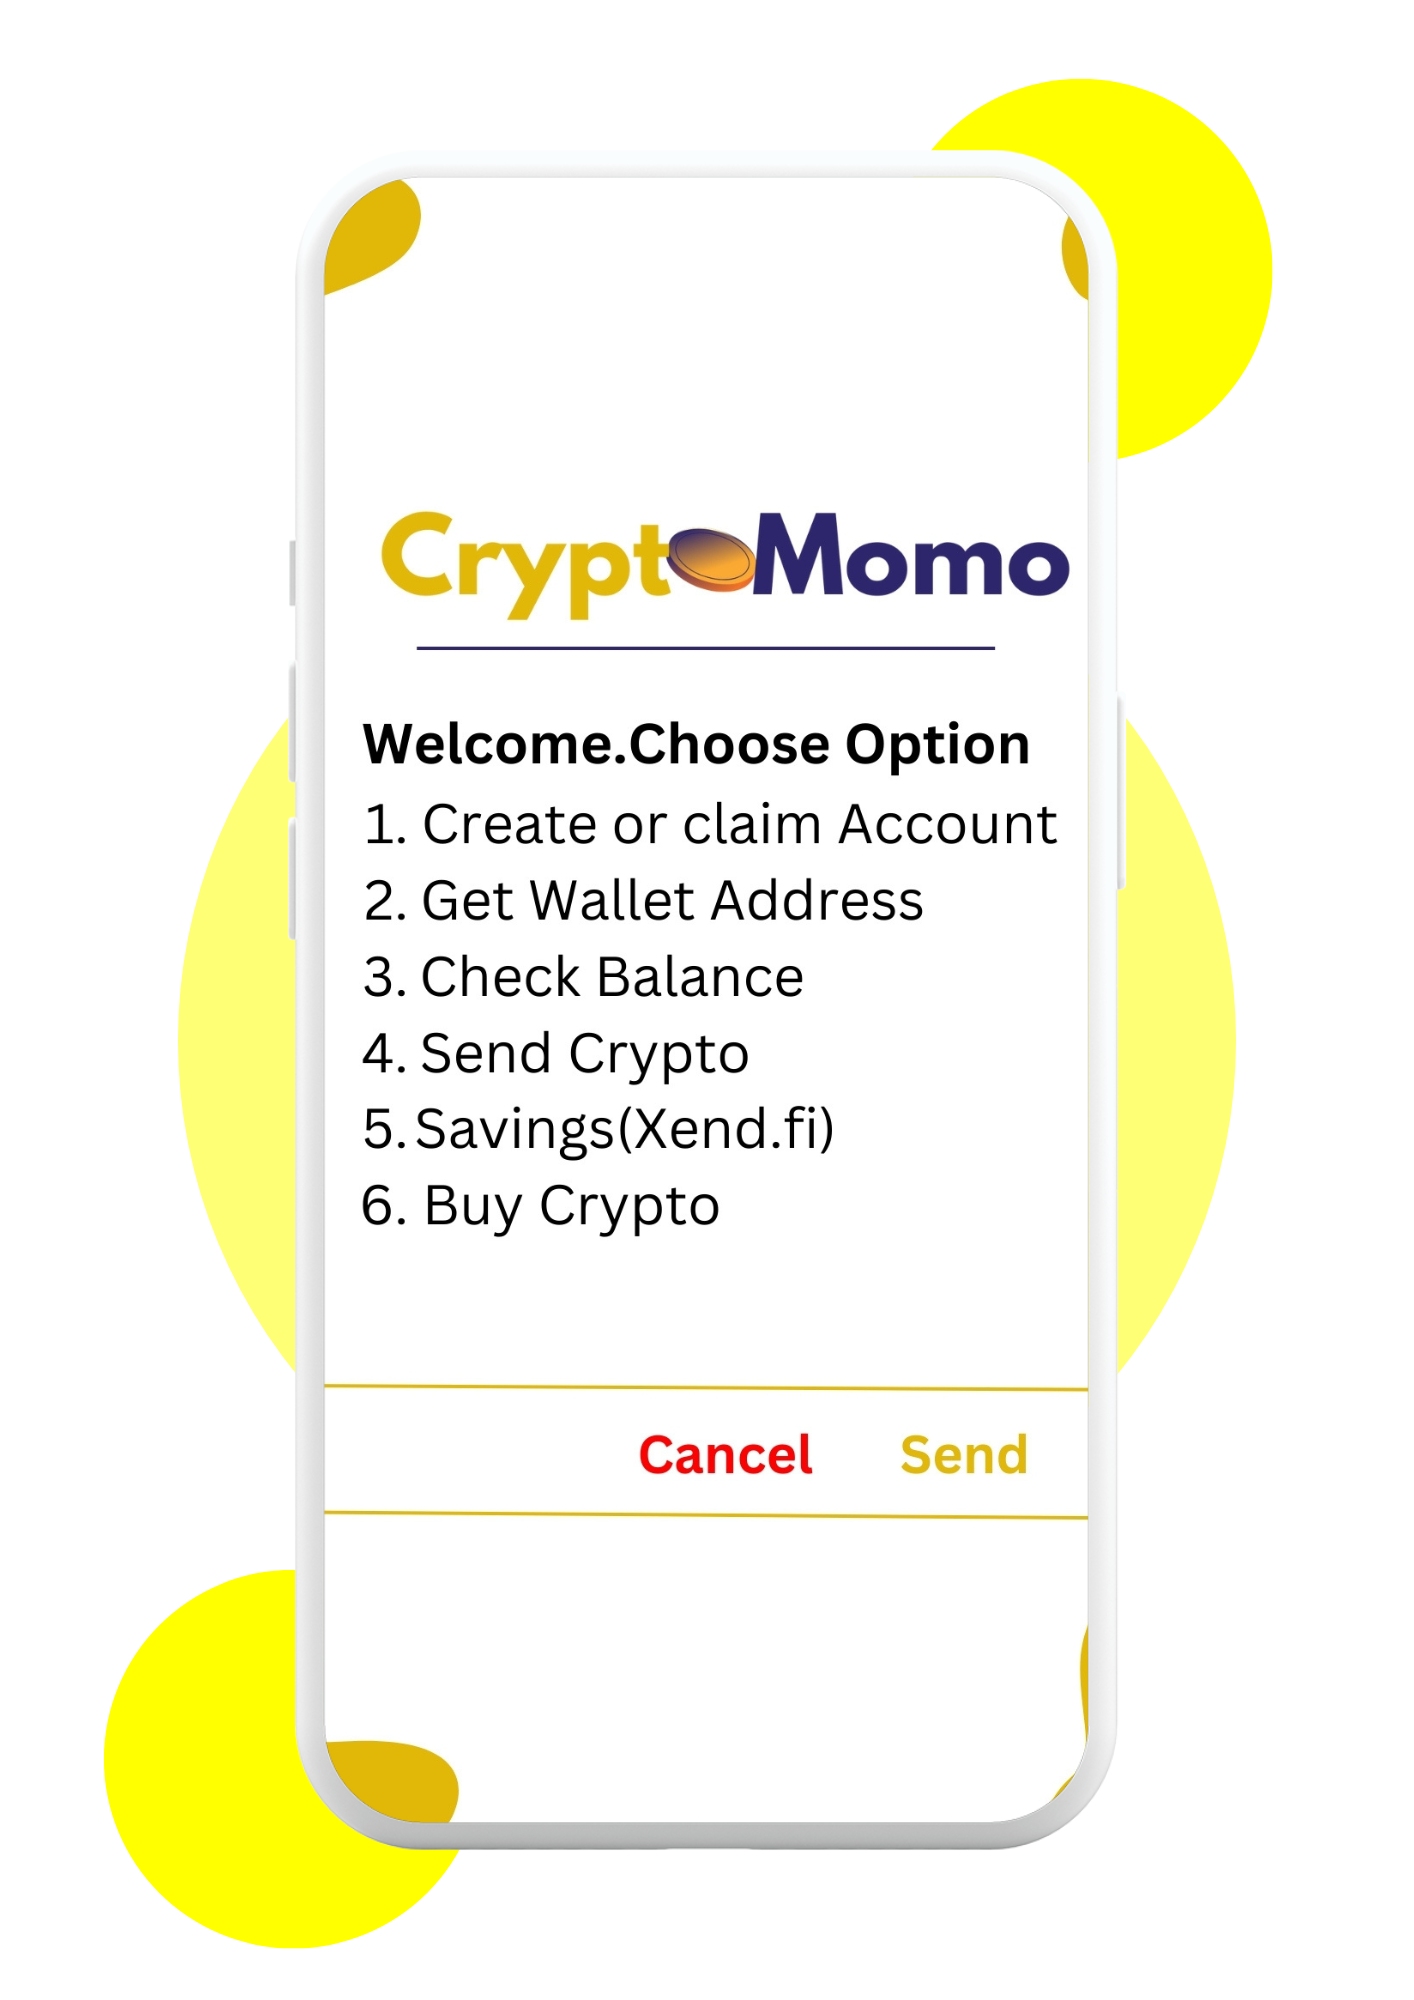 CryptoMomo
Welcome.Choose Option
1. Create or claim Account
2. Get Wallet Address
3. Check Balance
4. Send Crypto
5. Savings(Xend.fi)
6. Buy Crypto
Cancel Send